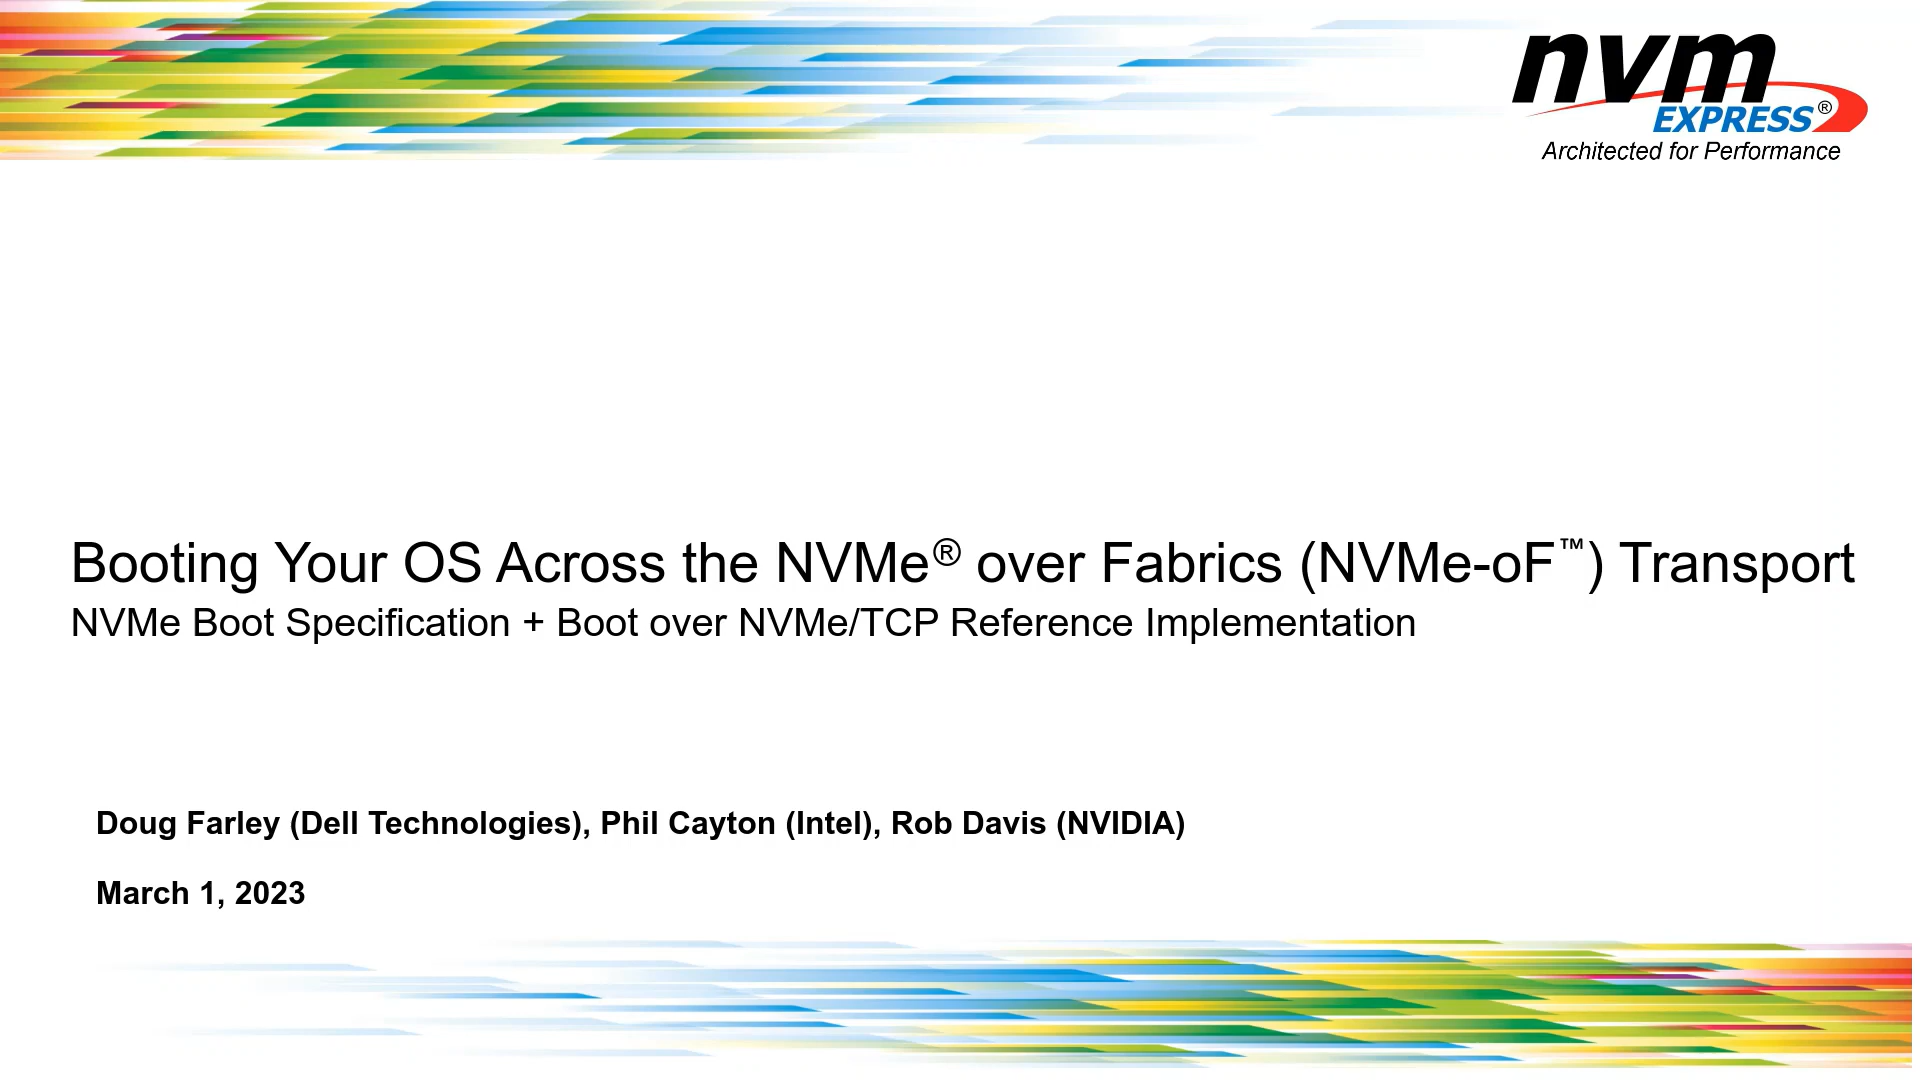 nvm
EXPRESS®
Architected for Performance
Booting Your OS Across the NVMe® over Fabrics (NVMe-oF™) Transport
NVMe Boot Specification + Boot over NVMe/TCP Reference Implementation
Doug Farley (Dell Technologies), Phil Cayton (Intel), Rob Davis (NVIDIA)
March 1, 2023